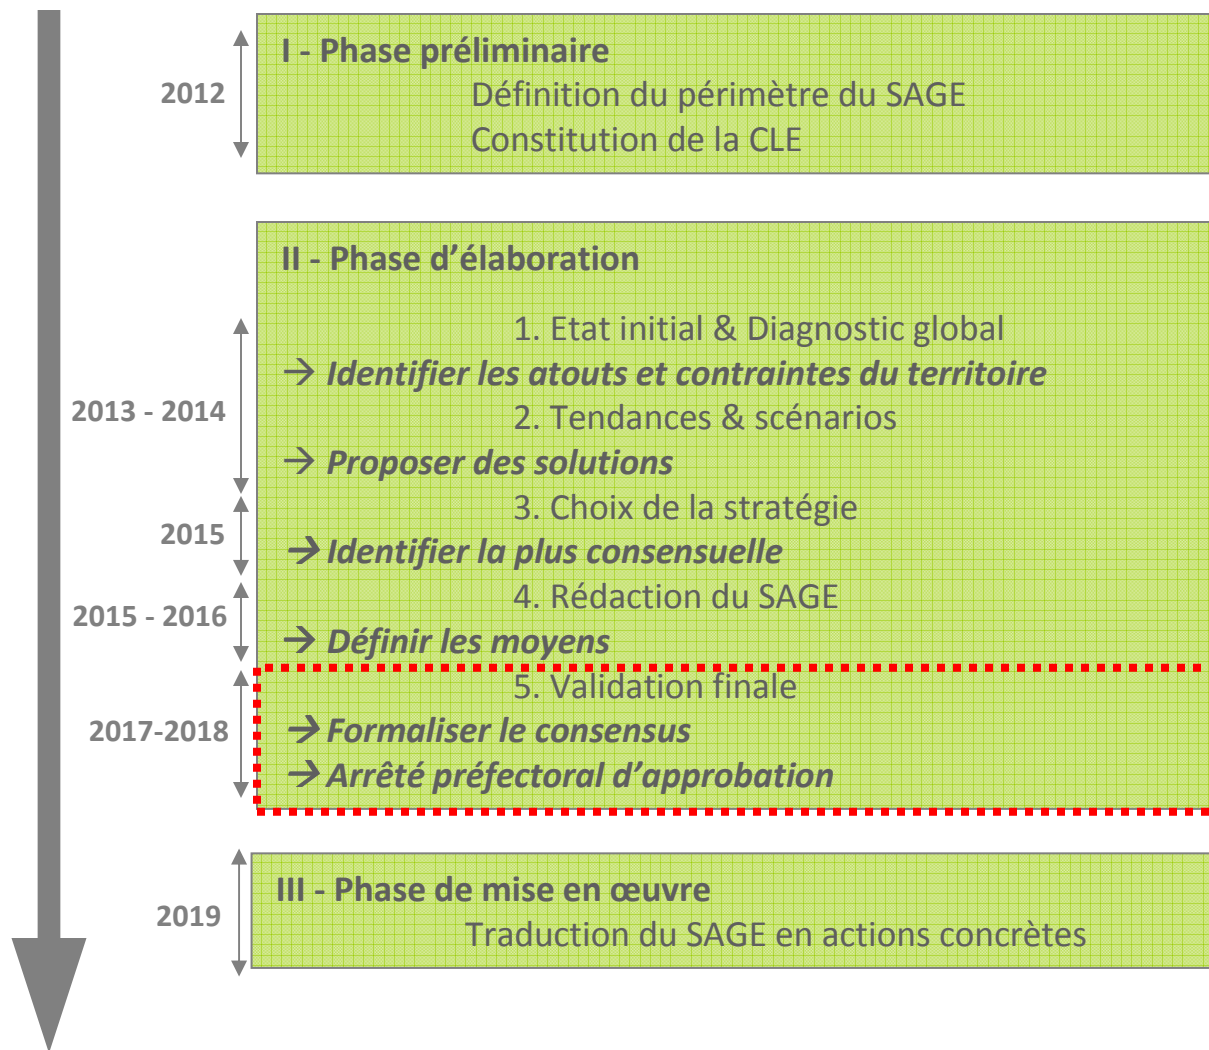 I - Phase préliminaire
2012
Définition du périmètre du SAGE
Constitution de la CLE
II - Phase d’élaboration
1. Etat initial & Diagnostic global
→ Identifier les atouts et contraintes du territoire
2013 - 2014
2. Tendances & scénarios
→ Proposer des solutions
3. Choix de la stratégie
2015
→ Identifier la plus consensuelle
4. Rédaction du SAGE
2015 - 2016
→ Définir les moyens
5. Validation finale
2017-2018
→ Formaliser le consensus
→ Arrêté préfectoral d’approbation
III - Phase de mise en œuvre
2019
Traduction du SAGE en actions concrètes